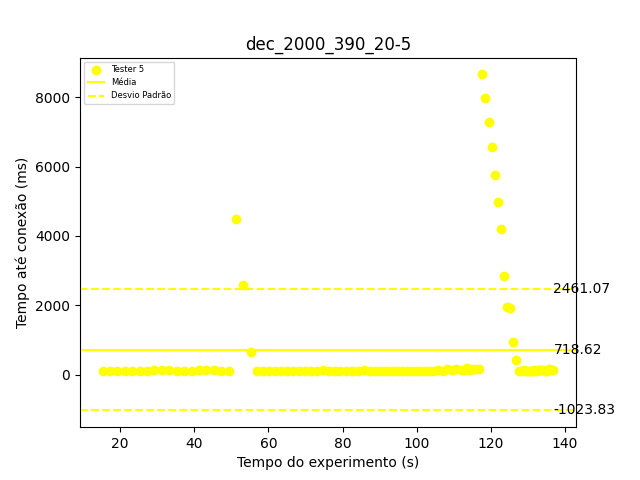 dec_2000_390_20-5
Tester 5
Média
Desvio Padrão
Tempo até conexão (ms)
8000
6000
4000
2000
0
2461.07
718.62
-1023.83
20 40 60 80 100 120 140
Tempo do experimento (s)